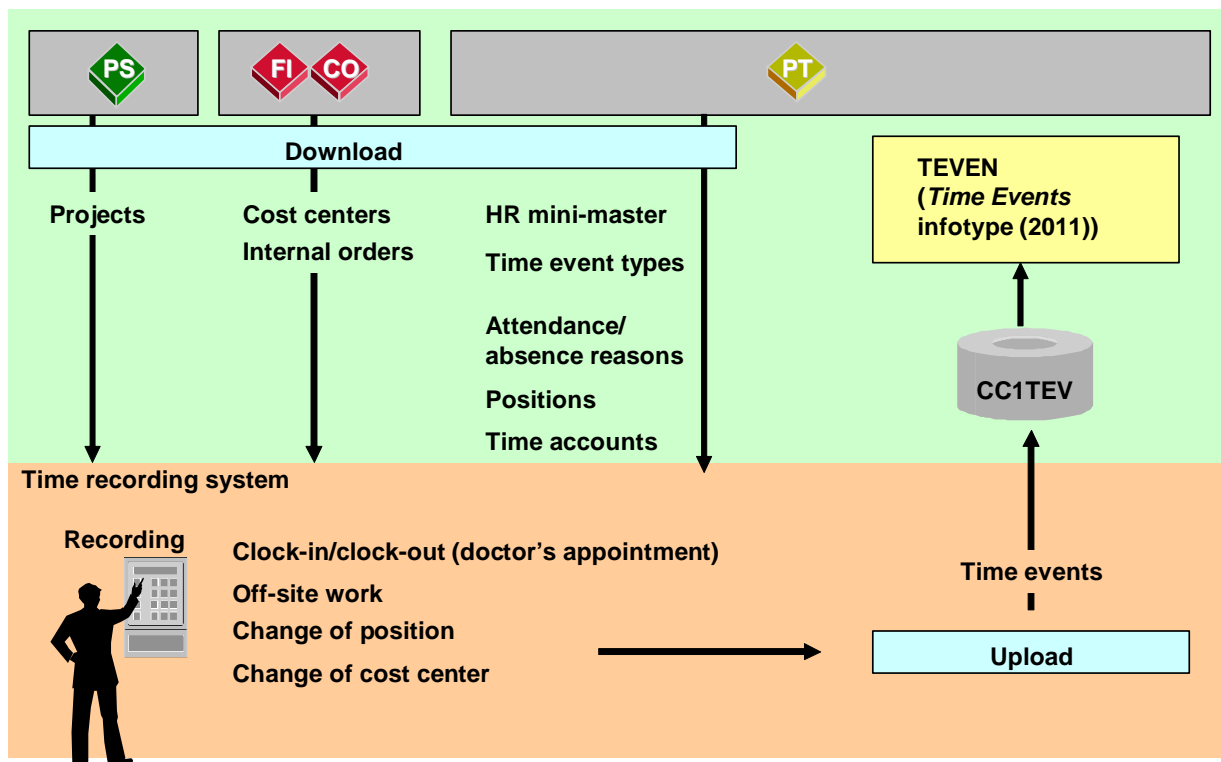 PS
FI
CO
PT
Download
Projects
Cost centers
Internal orders
HR mini-master
Time event types
Attendance/
absence reasons
Positions
Time accounts
TEVEN
(Time Events
infotype (2011))
CC1TEV
Time recording system
Recording
Clock-in/clock-out (doctor's appointment)
Off-site work
Change of position
Change of cost center
Time events
Upload